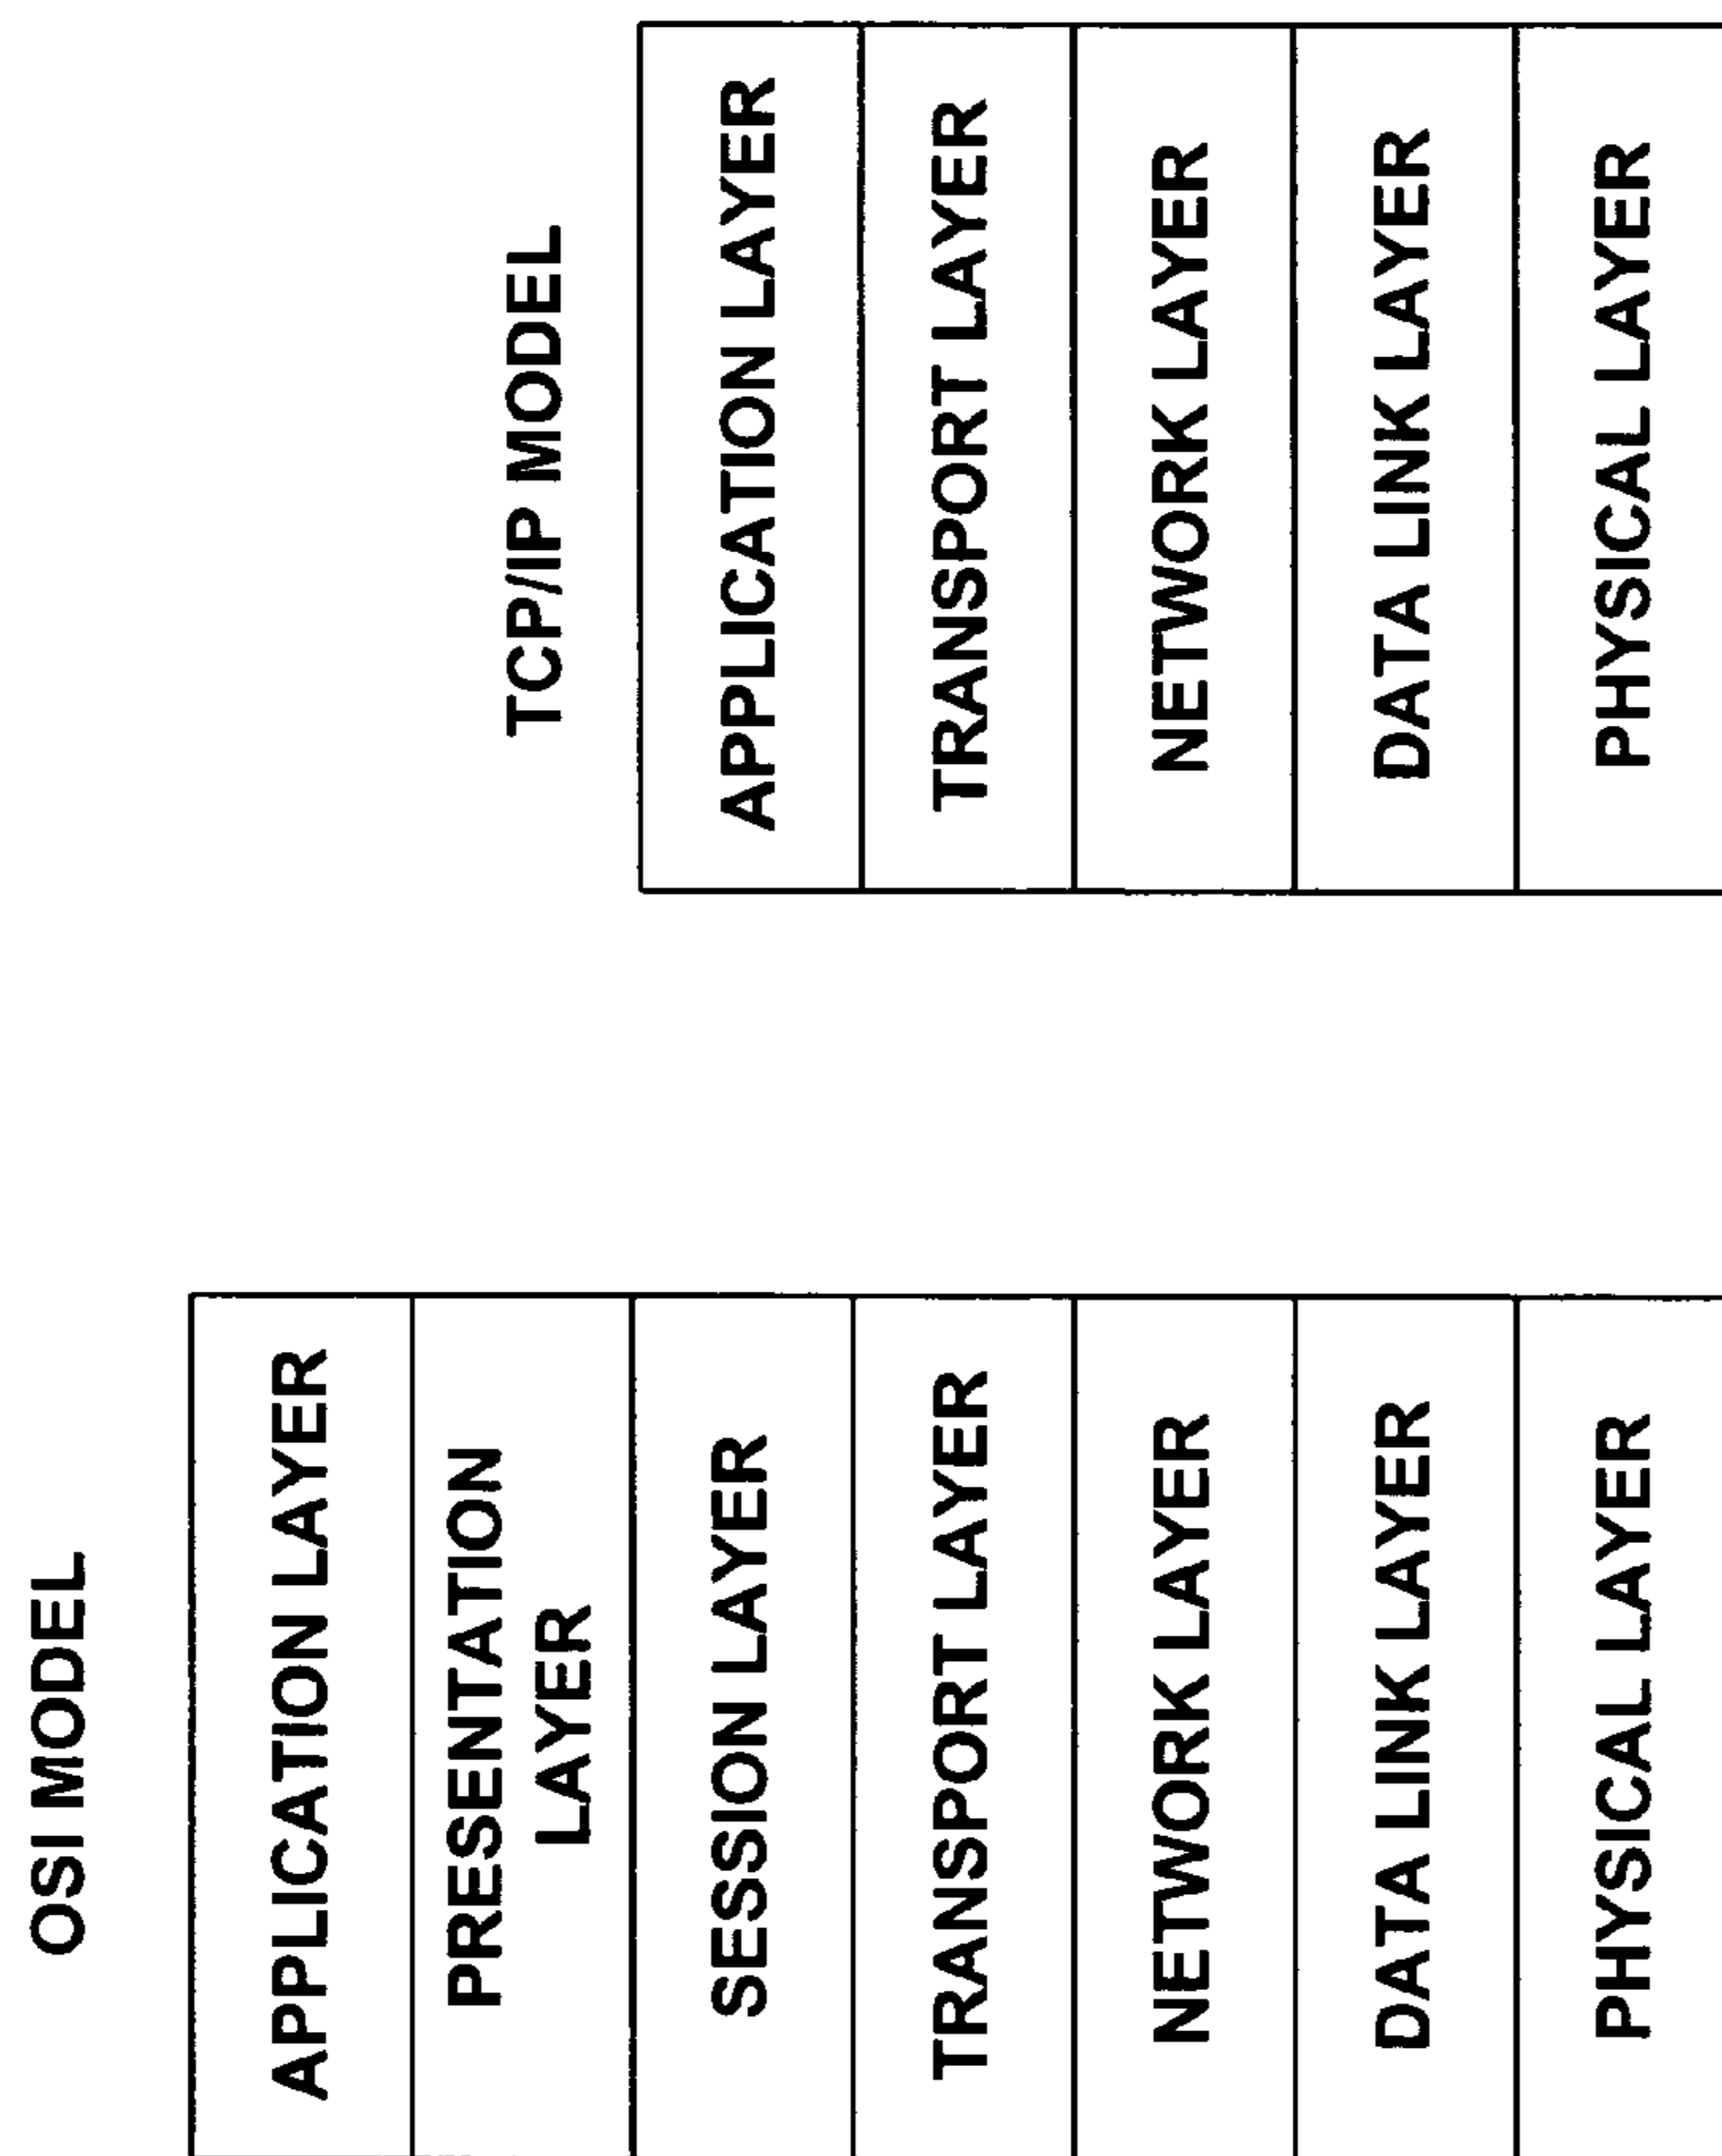 OSI MODEL
APPLICATION LAYER
PRESENTATION
LAYER
SESSION LAYER
TRANSPORT LAYER
NETWORK LAYER
DATA LINK LAYER
PHYSICAL LAYER
TCP/IP MODEL
APPLICATION LAYER
TRANSPORT LAYER
NETWORK LAYER
DATA LINK LAYER
PHYSICAL LAYER